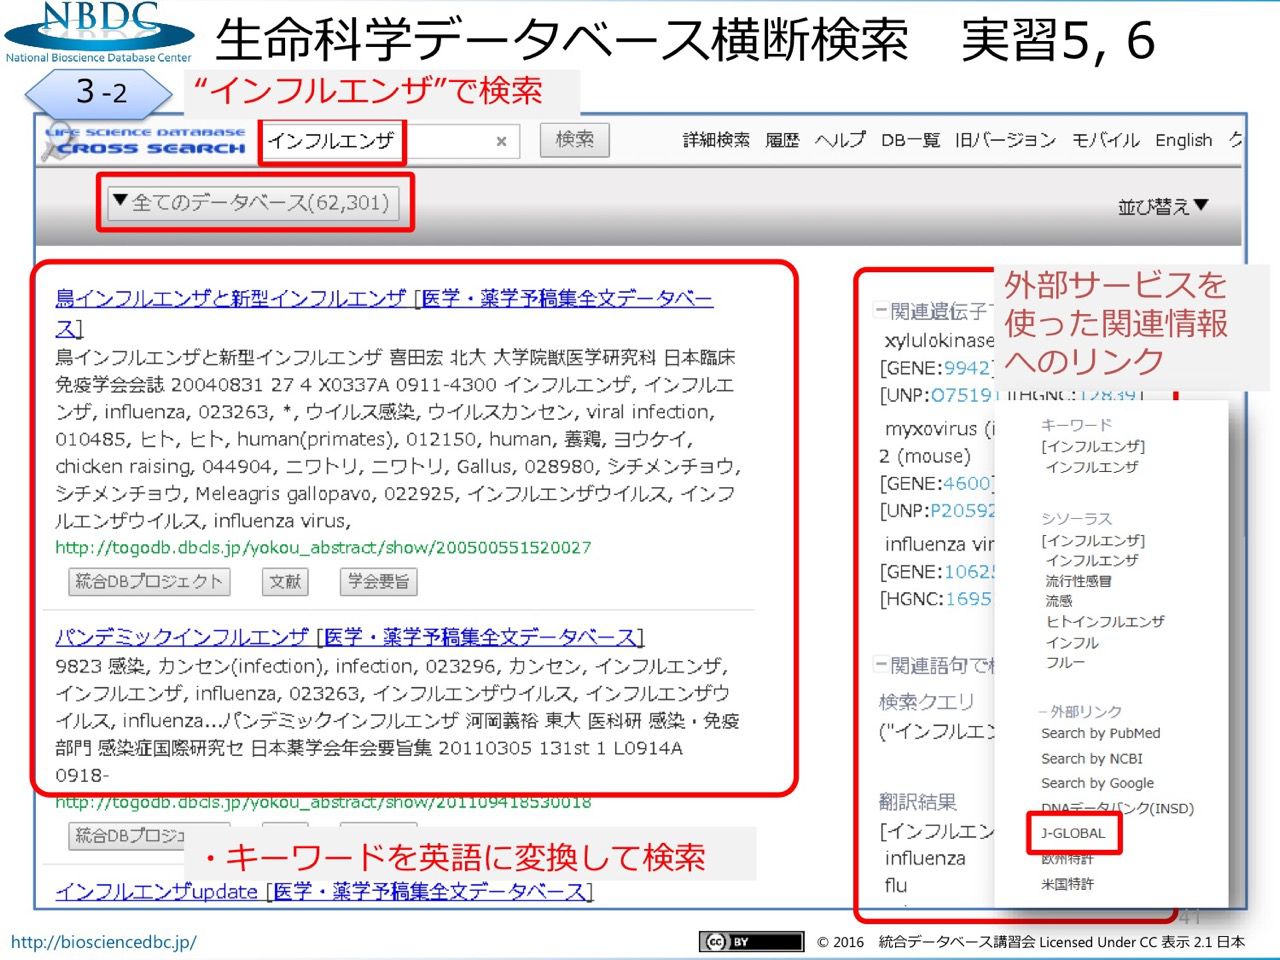 NBDC
National Bioscience Database Center
生命科学データベース横断検索　実習5, 6
3-2
“インフルエンザ”で検索
LIFE SCIENCE DATABASE
CROSS SEARCH
インフルエンザ
×
検索
詳細検索 履歴 ヘルプ DB一覧 旧バージョン モバイル English
▼全てのデータベース(62,301)
並び替え▼
鳥インフルエンザと新型インフルエンザ [医学・薬学予稿集全文データベー
ス]
鳥インフルエンザと新型インフルエンザ 喜田宏 北大 大学院獣医学研究科 日本臨床
免疫学会会誌 20040831 27 4 X0337A 0911-4300 インフルエンザ, インフルエ
ンザ, influenza, 023263, *, ウイルス感染, ウイルスカンセン, viral infection,
010485, ヒト, ヒト, human(primates), 012150, human, 養鶏, ヨウケイ,
chicken raising, 044904, ニワトリ, ニワトリ, Gallus, 028980, シチメンチョウ,
シチメンチョウ, Meleagris gallopavo, 022925, インフルエンザウイルス, インフ
ルエンザウイルス, influenza virus,
http://togodb.dbcls.jp/yokou_abstract/show/200500551520027
統合DBプロジェクト 文献 学会要旨
パンデミックインフルエンザ [医学・薬学予稿集全文データベース]
9823 感染, カンセン(infection), infection, 023296, カンセン, インフルエンザ,
インフルエンザ, influenza, 023263, インフルエンザウイルス, インフルエンザウ
イルス, influenza...パンデミックインフルエンザ 河岡義裕 東大 医科研 感染・免疫
部門 感染症国際研究セ 日本薬学会年会要旨集 20110305 131st 1 L0914A
0918-
http://togodb.dbcls.jp/yokou_abstract/show/201109418530018
統合DBプロジェ
・キーワードを英語に変換して検索
インフルエンザupdate [医学・薬学予稿集全文データベース]
外部サービスを
使った関連情報
へのリンク
関連遺伝子
xylulokinase
[GENE:9942]
[UNP:O75191] [HGNC:12839]
myxovirus (i
2 (mouse)
[GENE:4600]
[UNP:P20592
influenza vir
[GENE:10625
[HGNC:1695
関連語句で
検索クエリ
("インフルエン
翻訳結果
[インフルエン
influenza
flu
キーワード
[インフルエンザ]
インフルエンザ
シソーラス
[インフルエンザ]
インフルエンザ
流行性感冒
流感
ヒトインフルエンザ
インフル
フルー
外部リンク
Search by PubMed
Search by NCBI
Search by Google
DNAデータバンク(INSD)
J-GLOBAL
欧州特許
米国特許
41
http://biosciencedbc.jp/
cc BY
© 2016　統合データベース講習会 Licensed Under CC 表示 2.1 日本